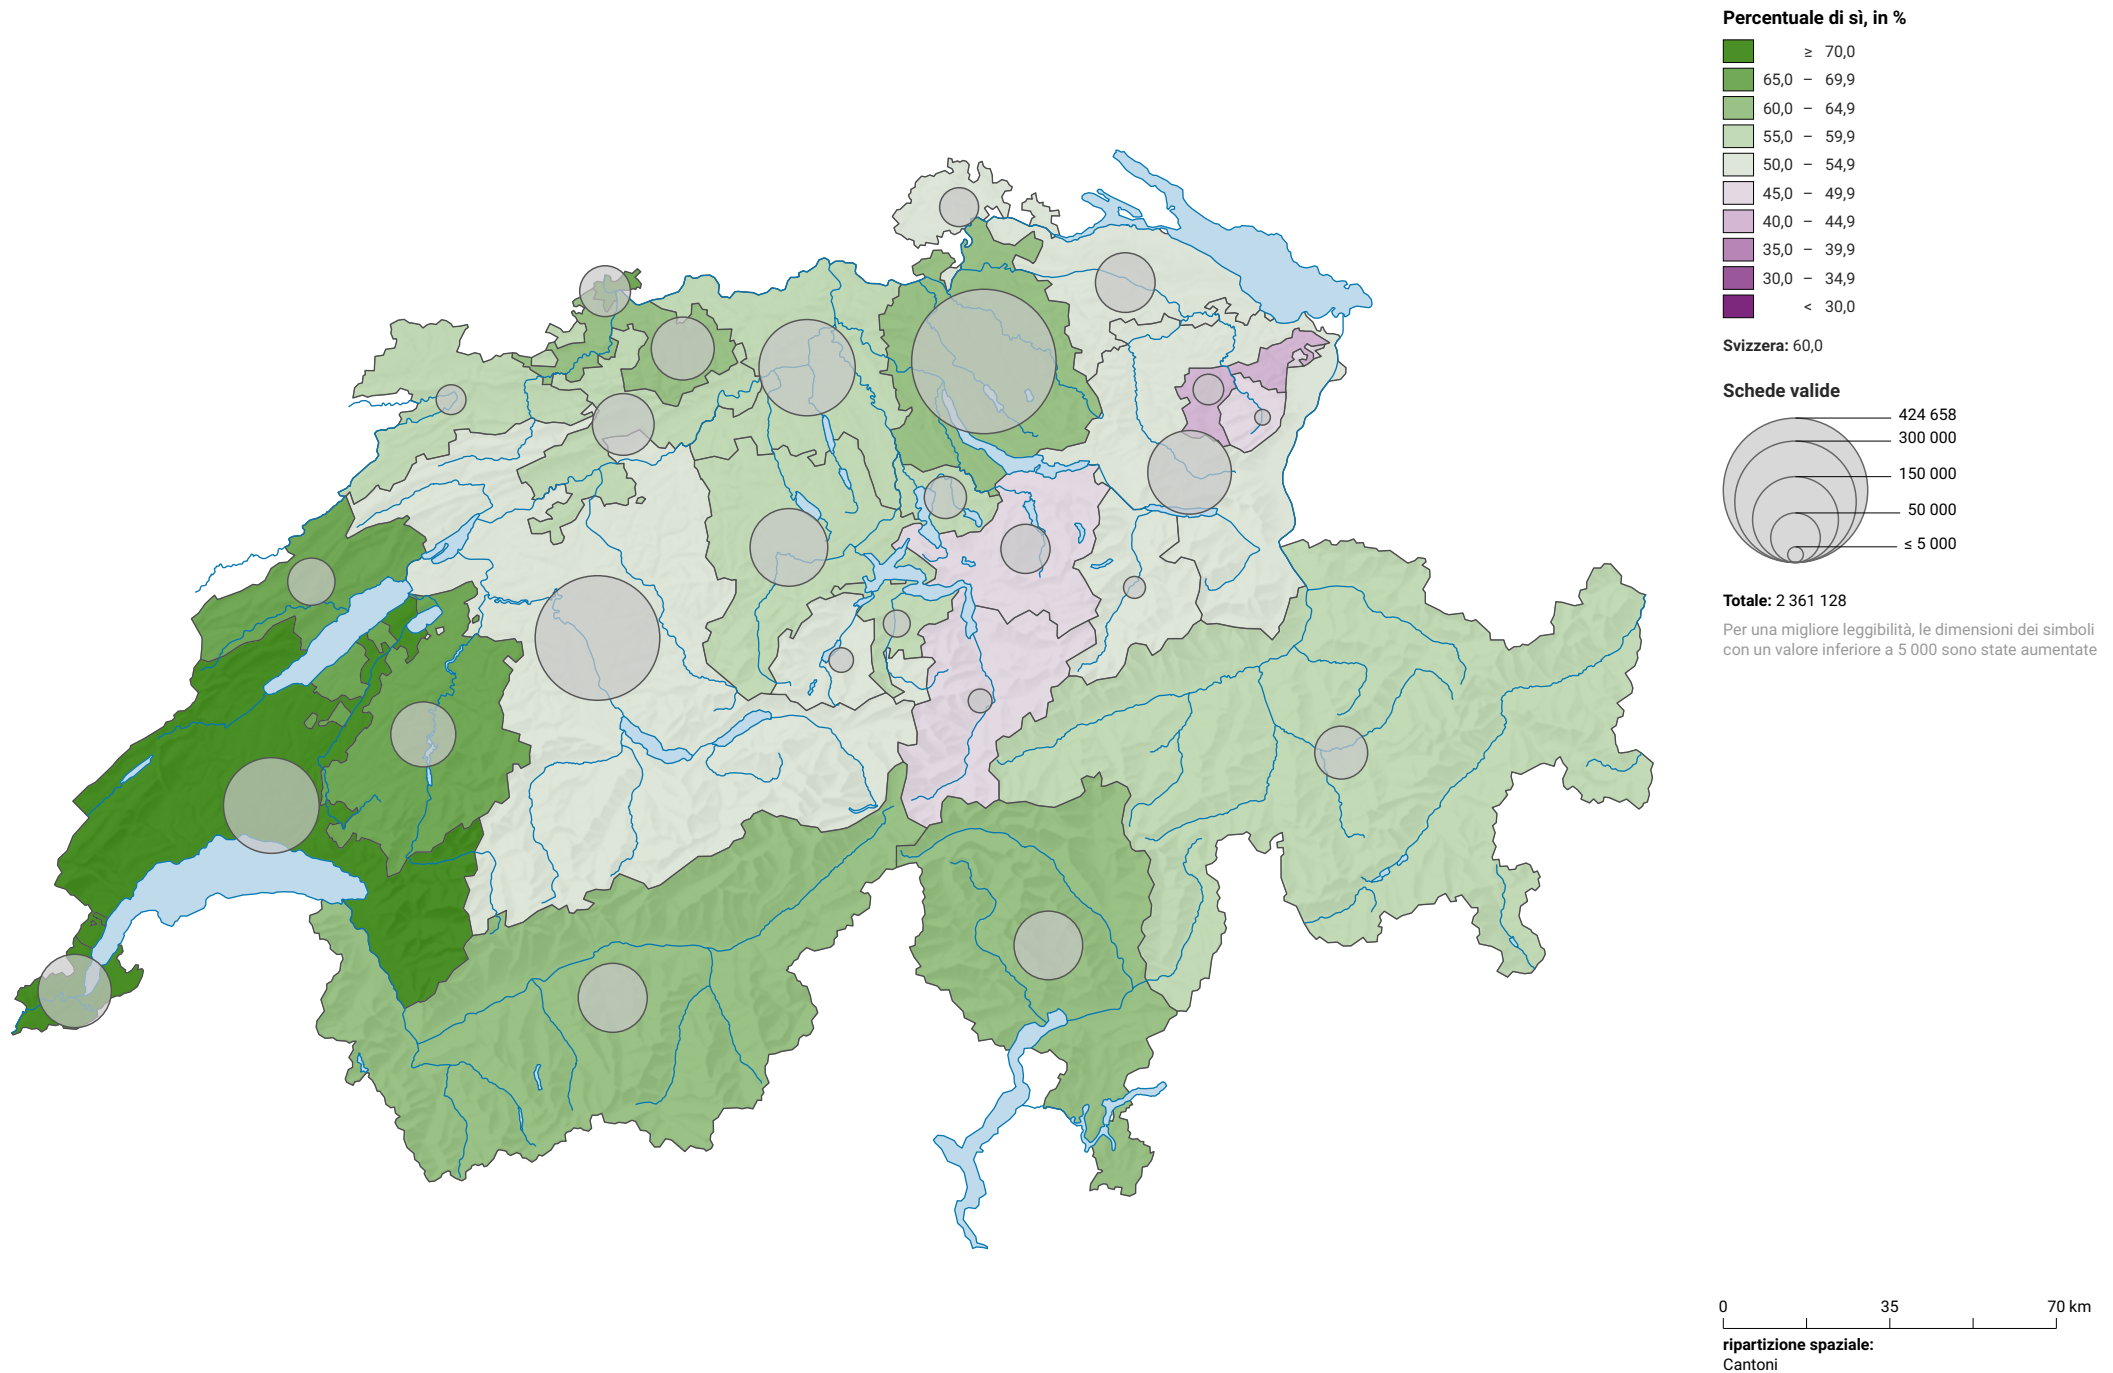 Percentuale di sì, in %
≥ 70,0
65,0 – 69,9
60,0 – 64,9
55,0 – 59,9
50,0 – 54,9
45,0 – 49,9
40,0 – 44,9
35,0 – 39,9
30,0 – 34,9
< 30,0
Svizzera: 60,0
Schede valide
424 658
300 000
150 000
50 000
≤ 5 000
Totale: 2 361 128
Per una migliore leggibilità, le dimensioni dei simboli
con un valore inferiore a 5 000 sono state aumentate
0 35 70 km
ripartizione spaziale:
Cantoni